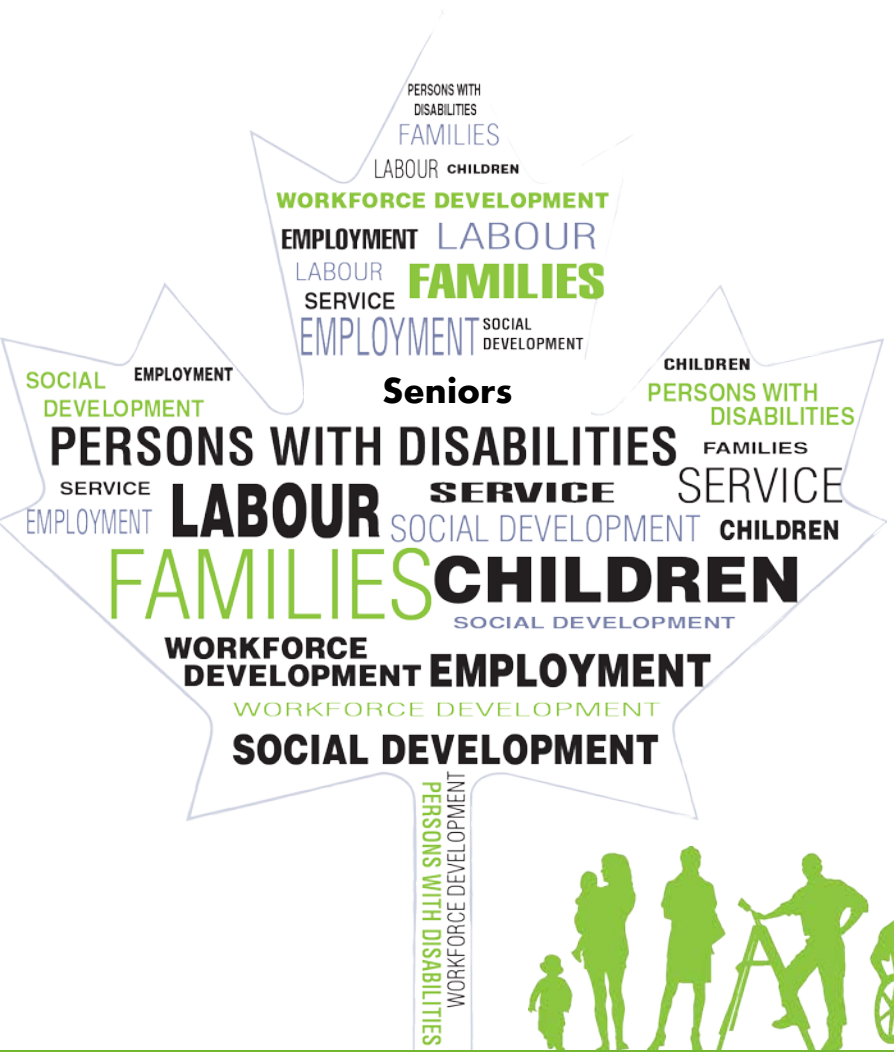 PERSONS WITH
DISABILITIES
FAMILIES
LABOUR CHILDREN
WORKFORCE DEVELOPMENT
EMPLOYMENT LABOUR
LABOUR FAMILIES
SERVICE
EMPLOYMENT SOCIAL
DEVELOPMENT
SOCIAL
DEVELOPMENT
EMPLOYMENT
Seniors
CHILDREN
PERSONS WITH
DISABILITIES
PERSONS WITH DISABILITIES
FAMILIES
SERVICE
LABOUR
SERVICE
SERVICE
EMPLOYMENT
SOCIAL DEVELOPMENT
CHILDREN
FAMILIES
CHILDREN
SOCIAL DEVELOPMENT
WORKFORCE
DEVELOPMENT
EMPLOYMENT
WORKFORCE DEVELOPMENT
SOCIAL DEVELOPMENT
PERSONS WITH DISABILITIES
WORKFORCE DEVELOPMENT